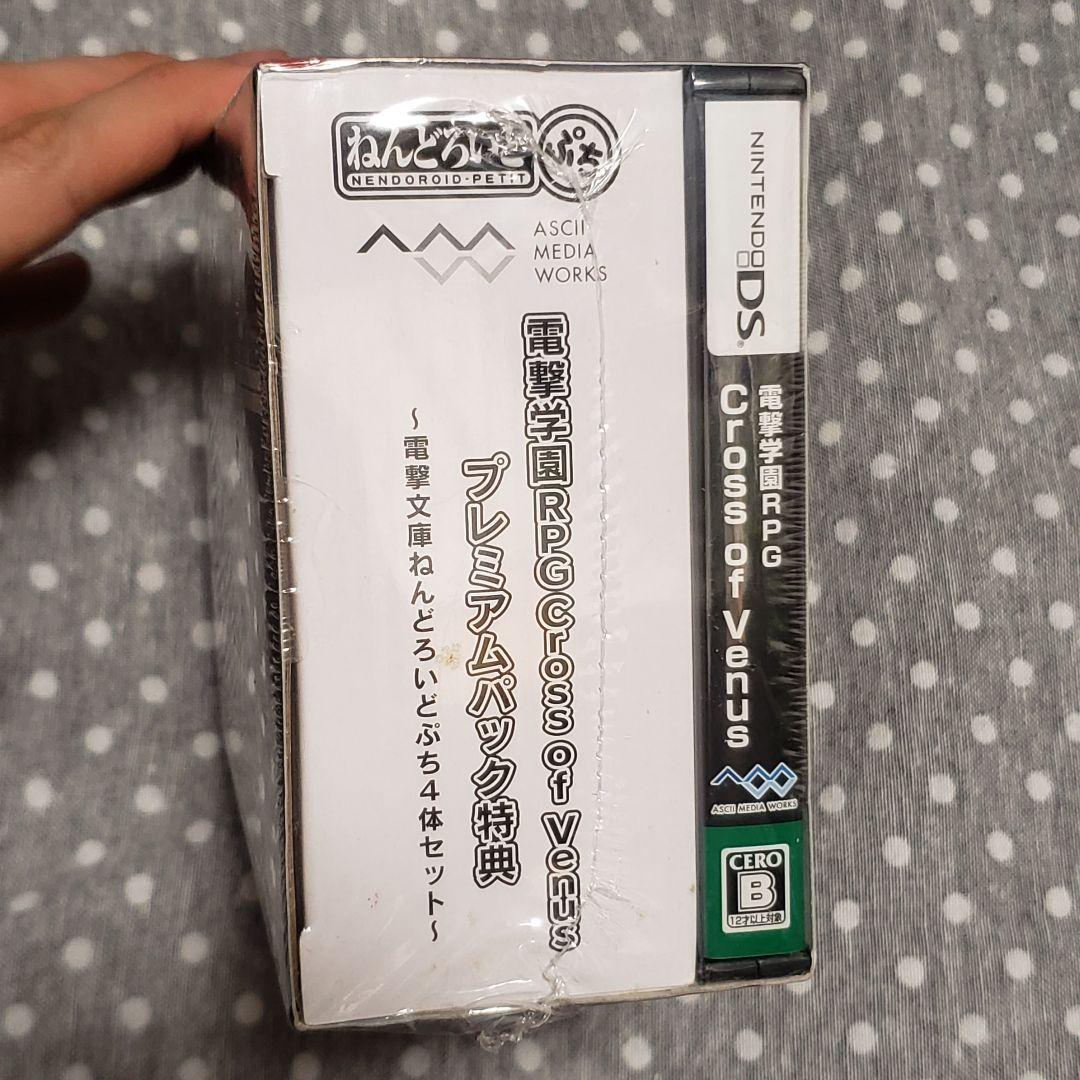 ねんどろいど ぷち
NENDOROID-PETIT
ASCII
MEDIA
WORKS
電撃学園RPG Cross of Venus
プレミアムパック特典
～電撃文庫ねんどろいどぷち4体セット～
NINTENDO DS®
電撃学園RPG
Cross of Venus
ASCII MEDIA WORKS
CERO
B
12才以上対象